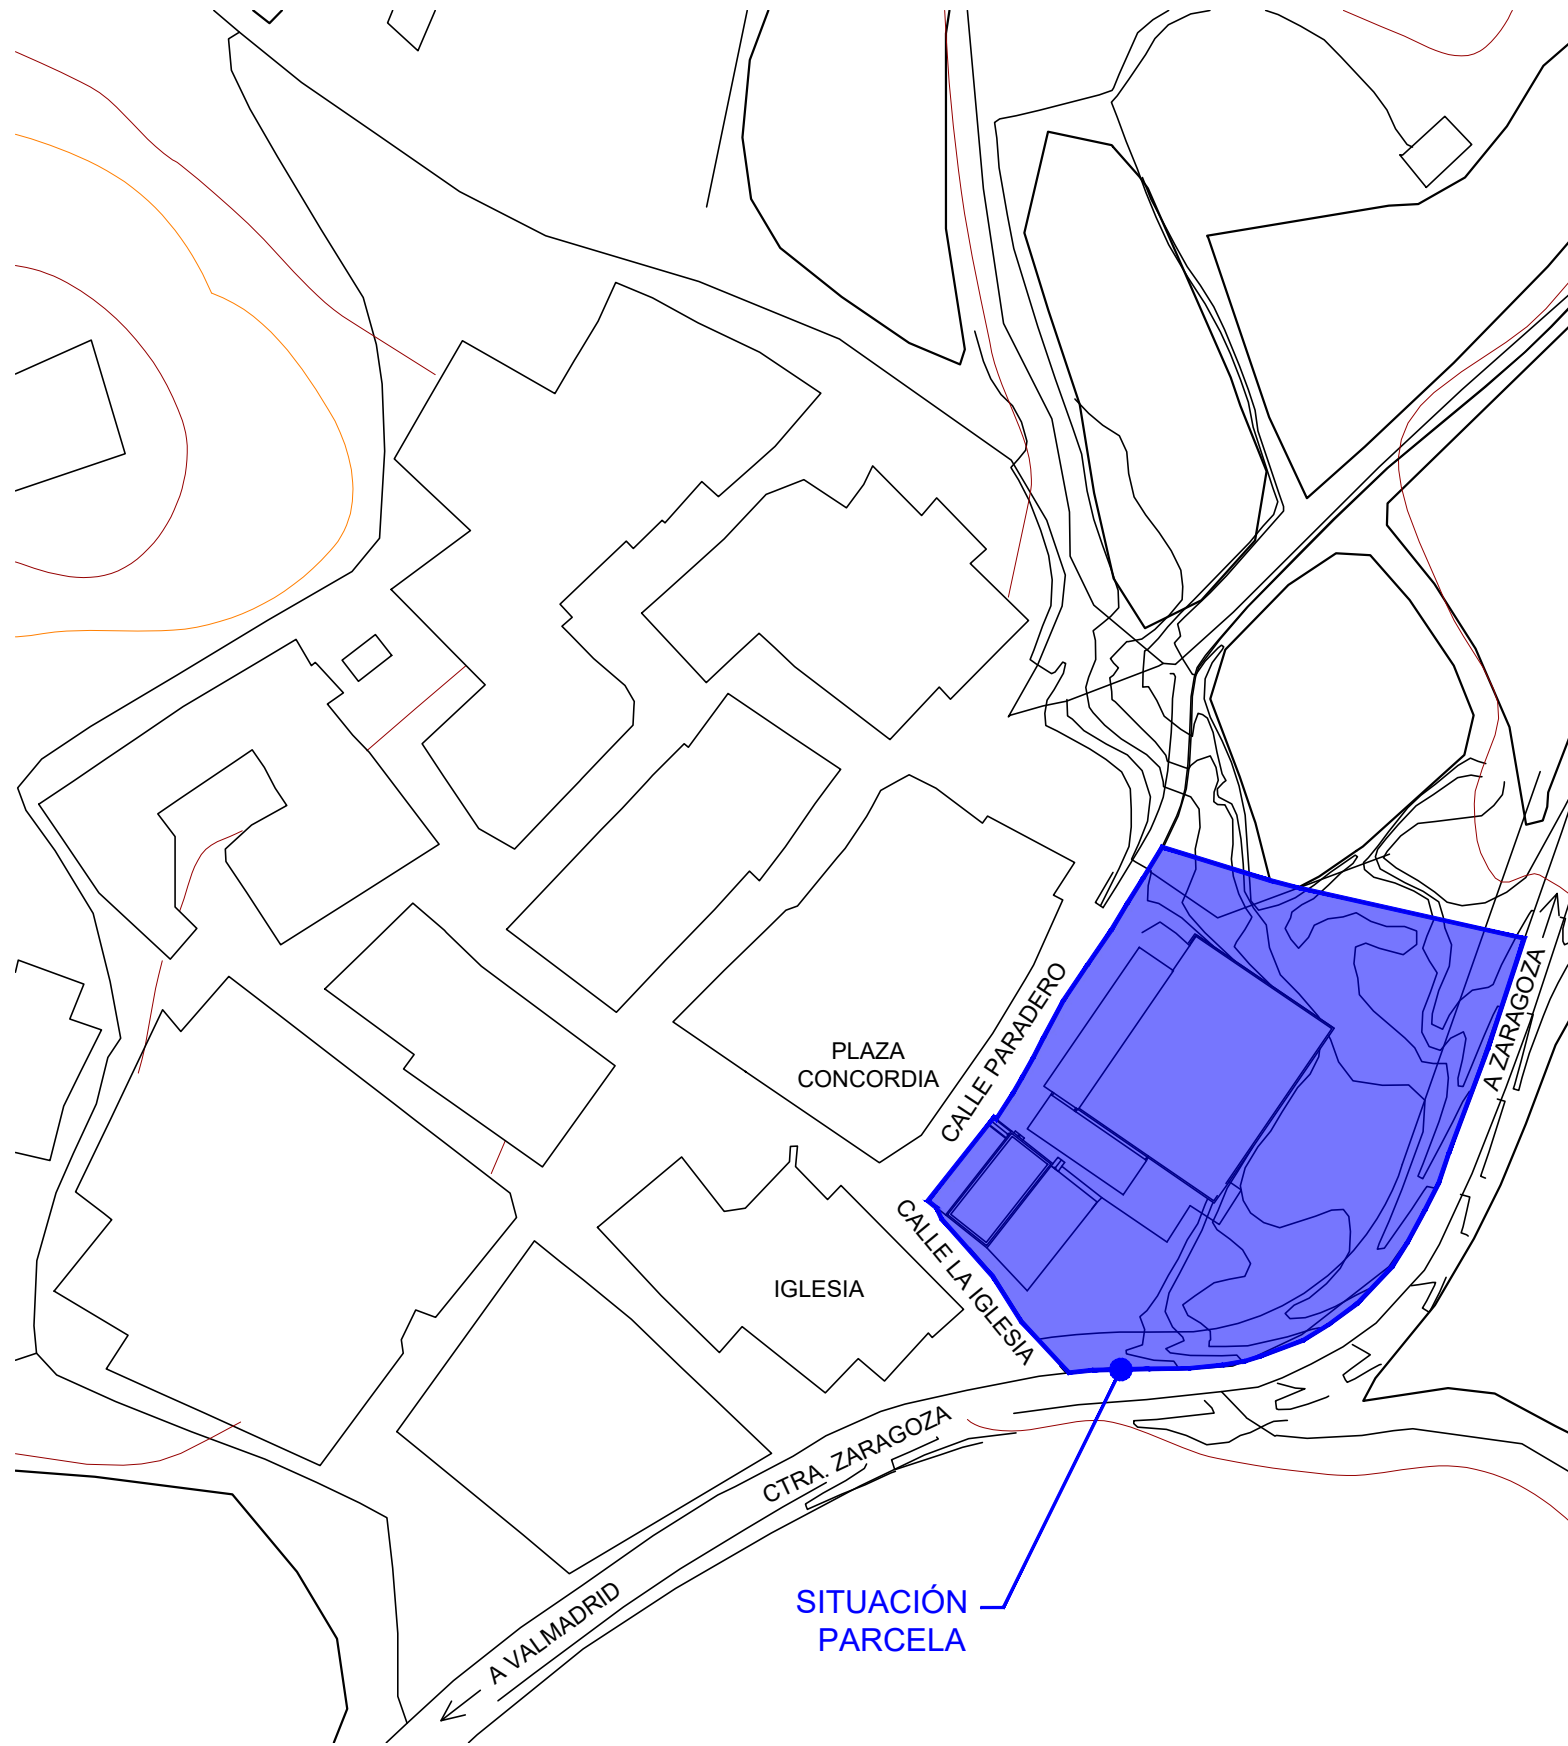 PLAZA
CONCORDIA
CALLE PARADERO
A ZARAGOZA
CALLE LA IGLESIA
IGLESIA
CTRA. ZARAGOZA
A VALMADRID
SITUACIÓN
PARCELA